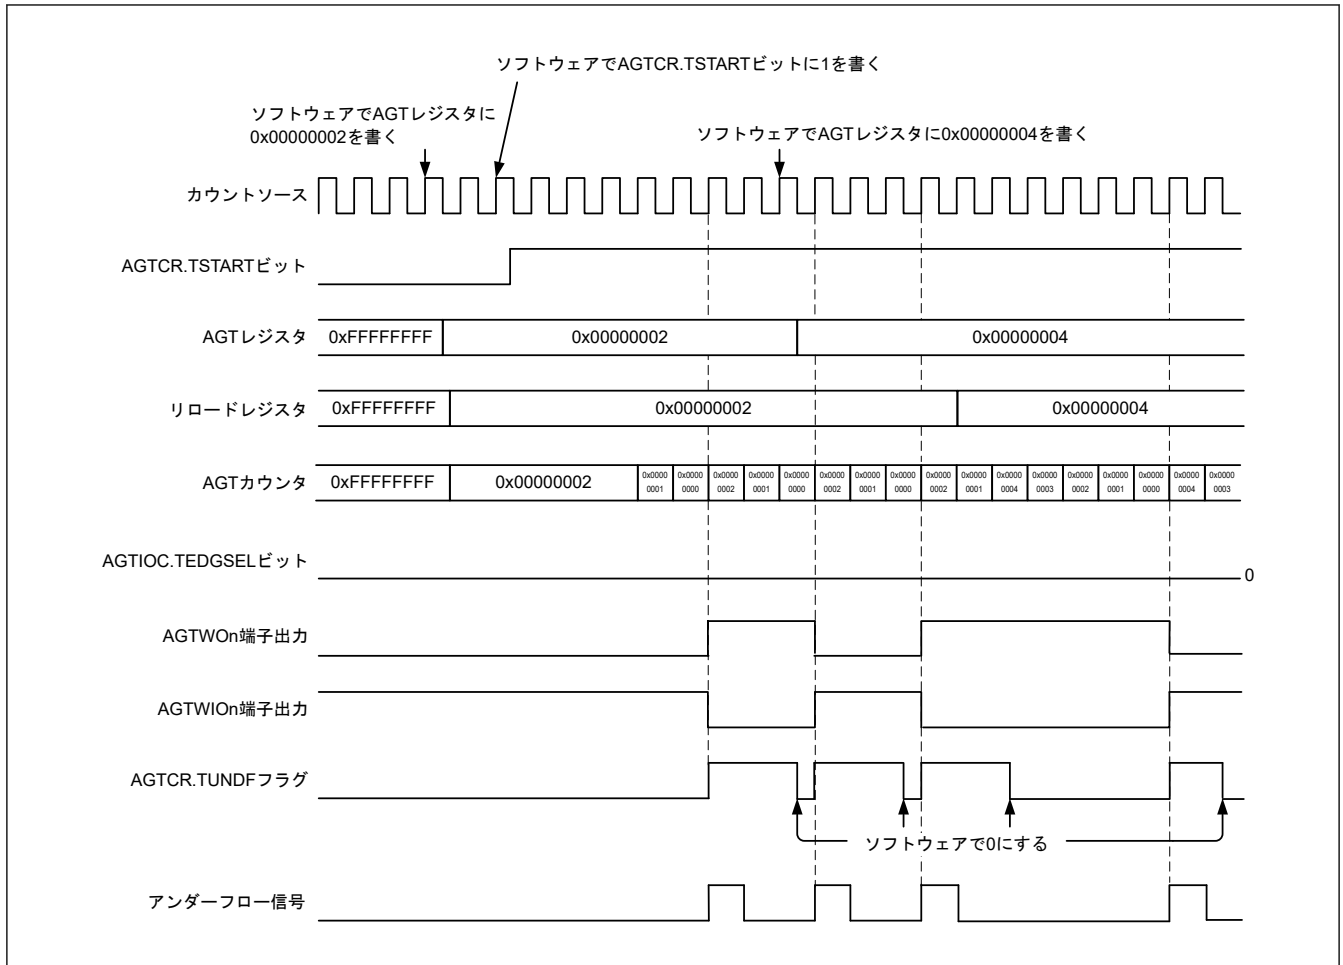 ソフトウェアでAGTCR.TSTARTビットに1を書く
ソフトウェアでAGTレジスタに
0x00000002を書く
ソフトウェアでAGTレジスタに0x00000004を書く
カウントソース
AGTCR.TSTARTビット
AGTレジスタ 0xFFFFFFFF 0x00000002 0x00000004
リロードレジスタ 0xFFFFFFFF 0x00000002 0x00000004
AGTカウンタ 0xFFFFFFFF 0x00000002 0x0000 0x0000 0x0000 0x0000 0x0000 0x0000 0x0000 0x0000 0x0000 0x0000 0x0000 0x0000 0x0000 0x0000 0x0000 0x0000 0x0000
0001 0000 0002 0001 0000 0002 0001 0000 0002 0001 0004 0003 0002 0001 0000 0004 0003
AGTIOC.TEDGSELビット
0
AGTWOn端子出力
AGTWIOn端子出力
AGTCR.TUNDFフラグ
ソフトウェアで0にする
アンダーフロー信号